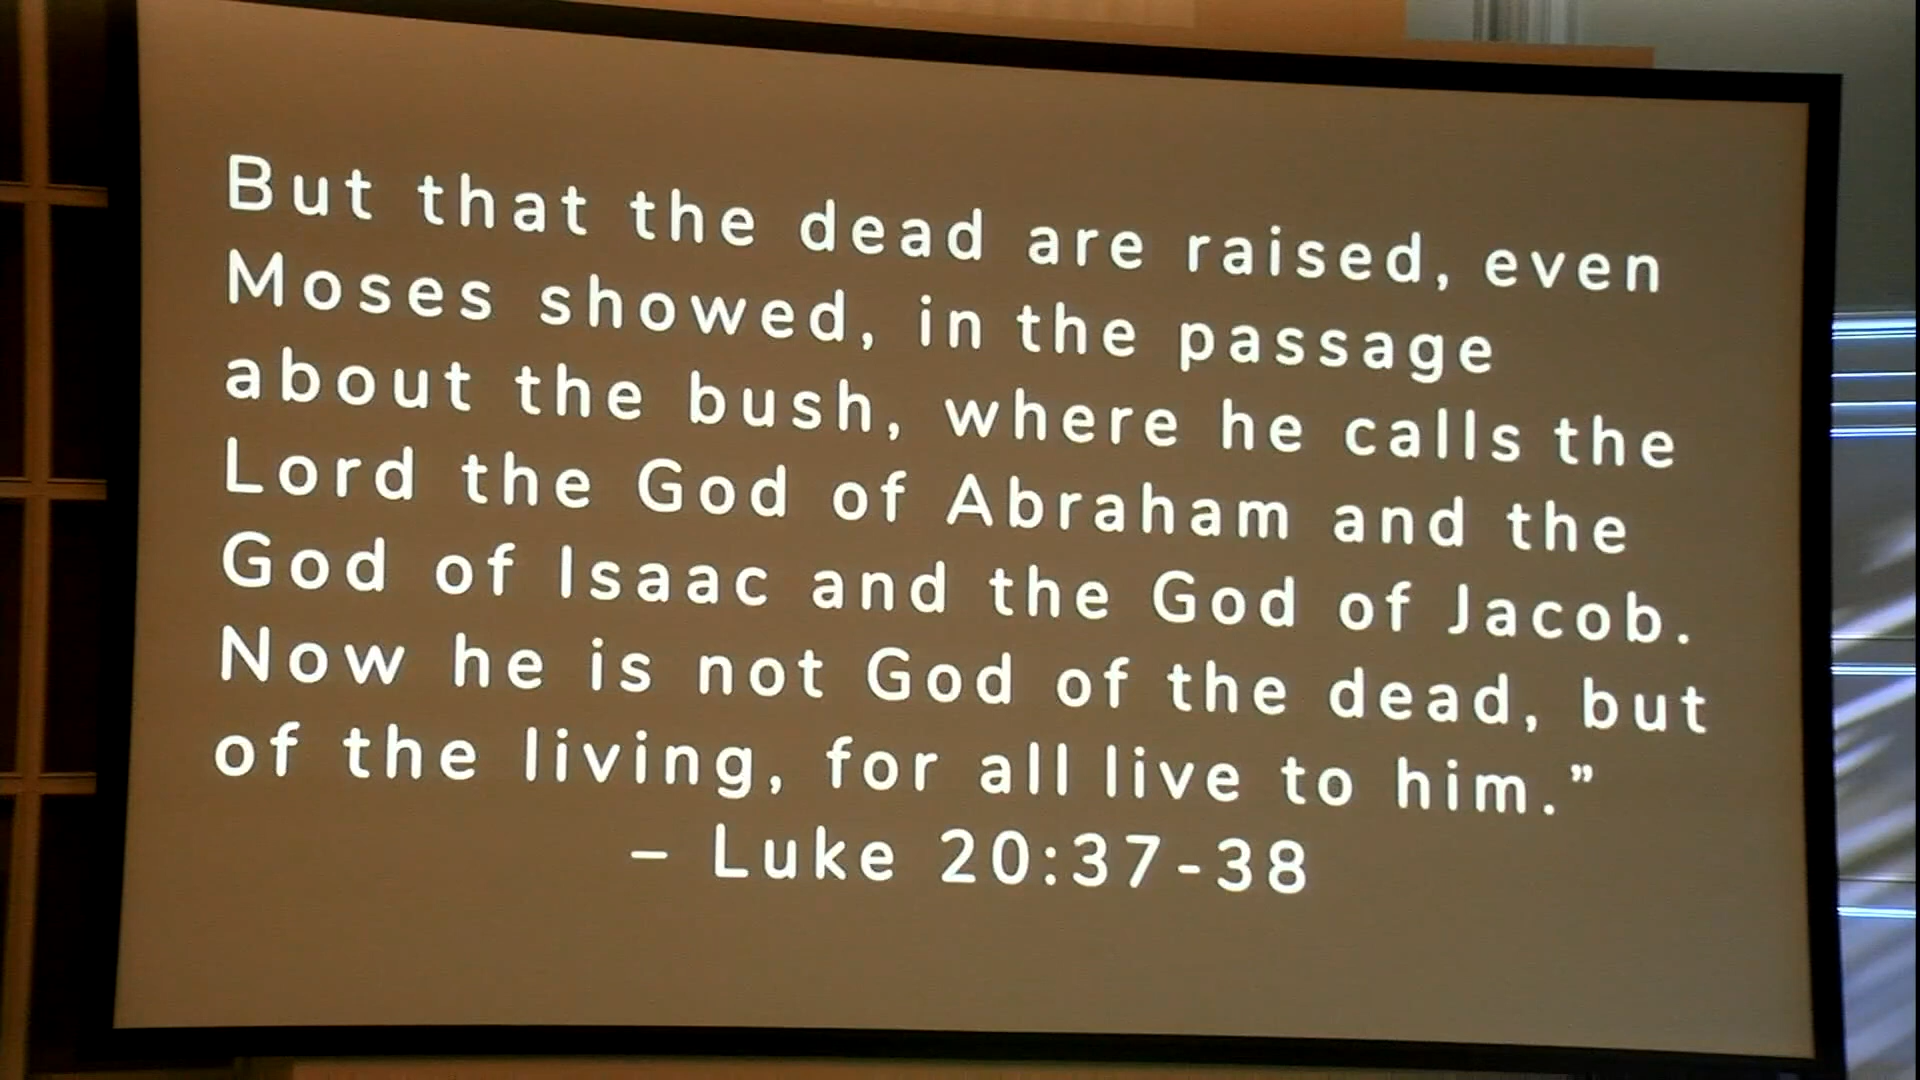 But that the dead are raised, even
Moses showed, in the passage
about the bush, where he calls the
Lord the God of Abraham and the
God of Isaac and the God of Jacob.
Now he is not God of the dead, but
of the living, for all live to him.”
– Luke 20:37-38